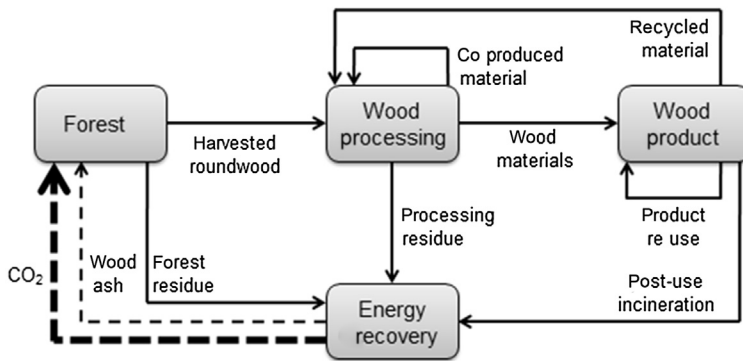 Recycled
material
Co produced
material
Forest
Wood
processing
Wood
product
Harvested
roundwood
Wood
materials
Processing
residue
Product
re use
CO₂
Wood
ash
Forest
residue
Post-use
incineration
Energy
recovery